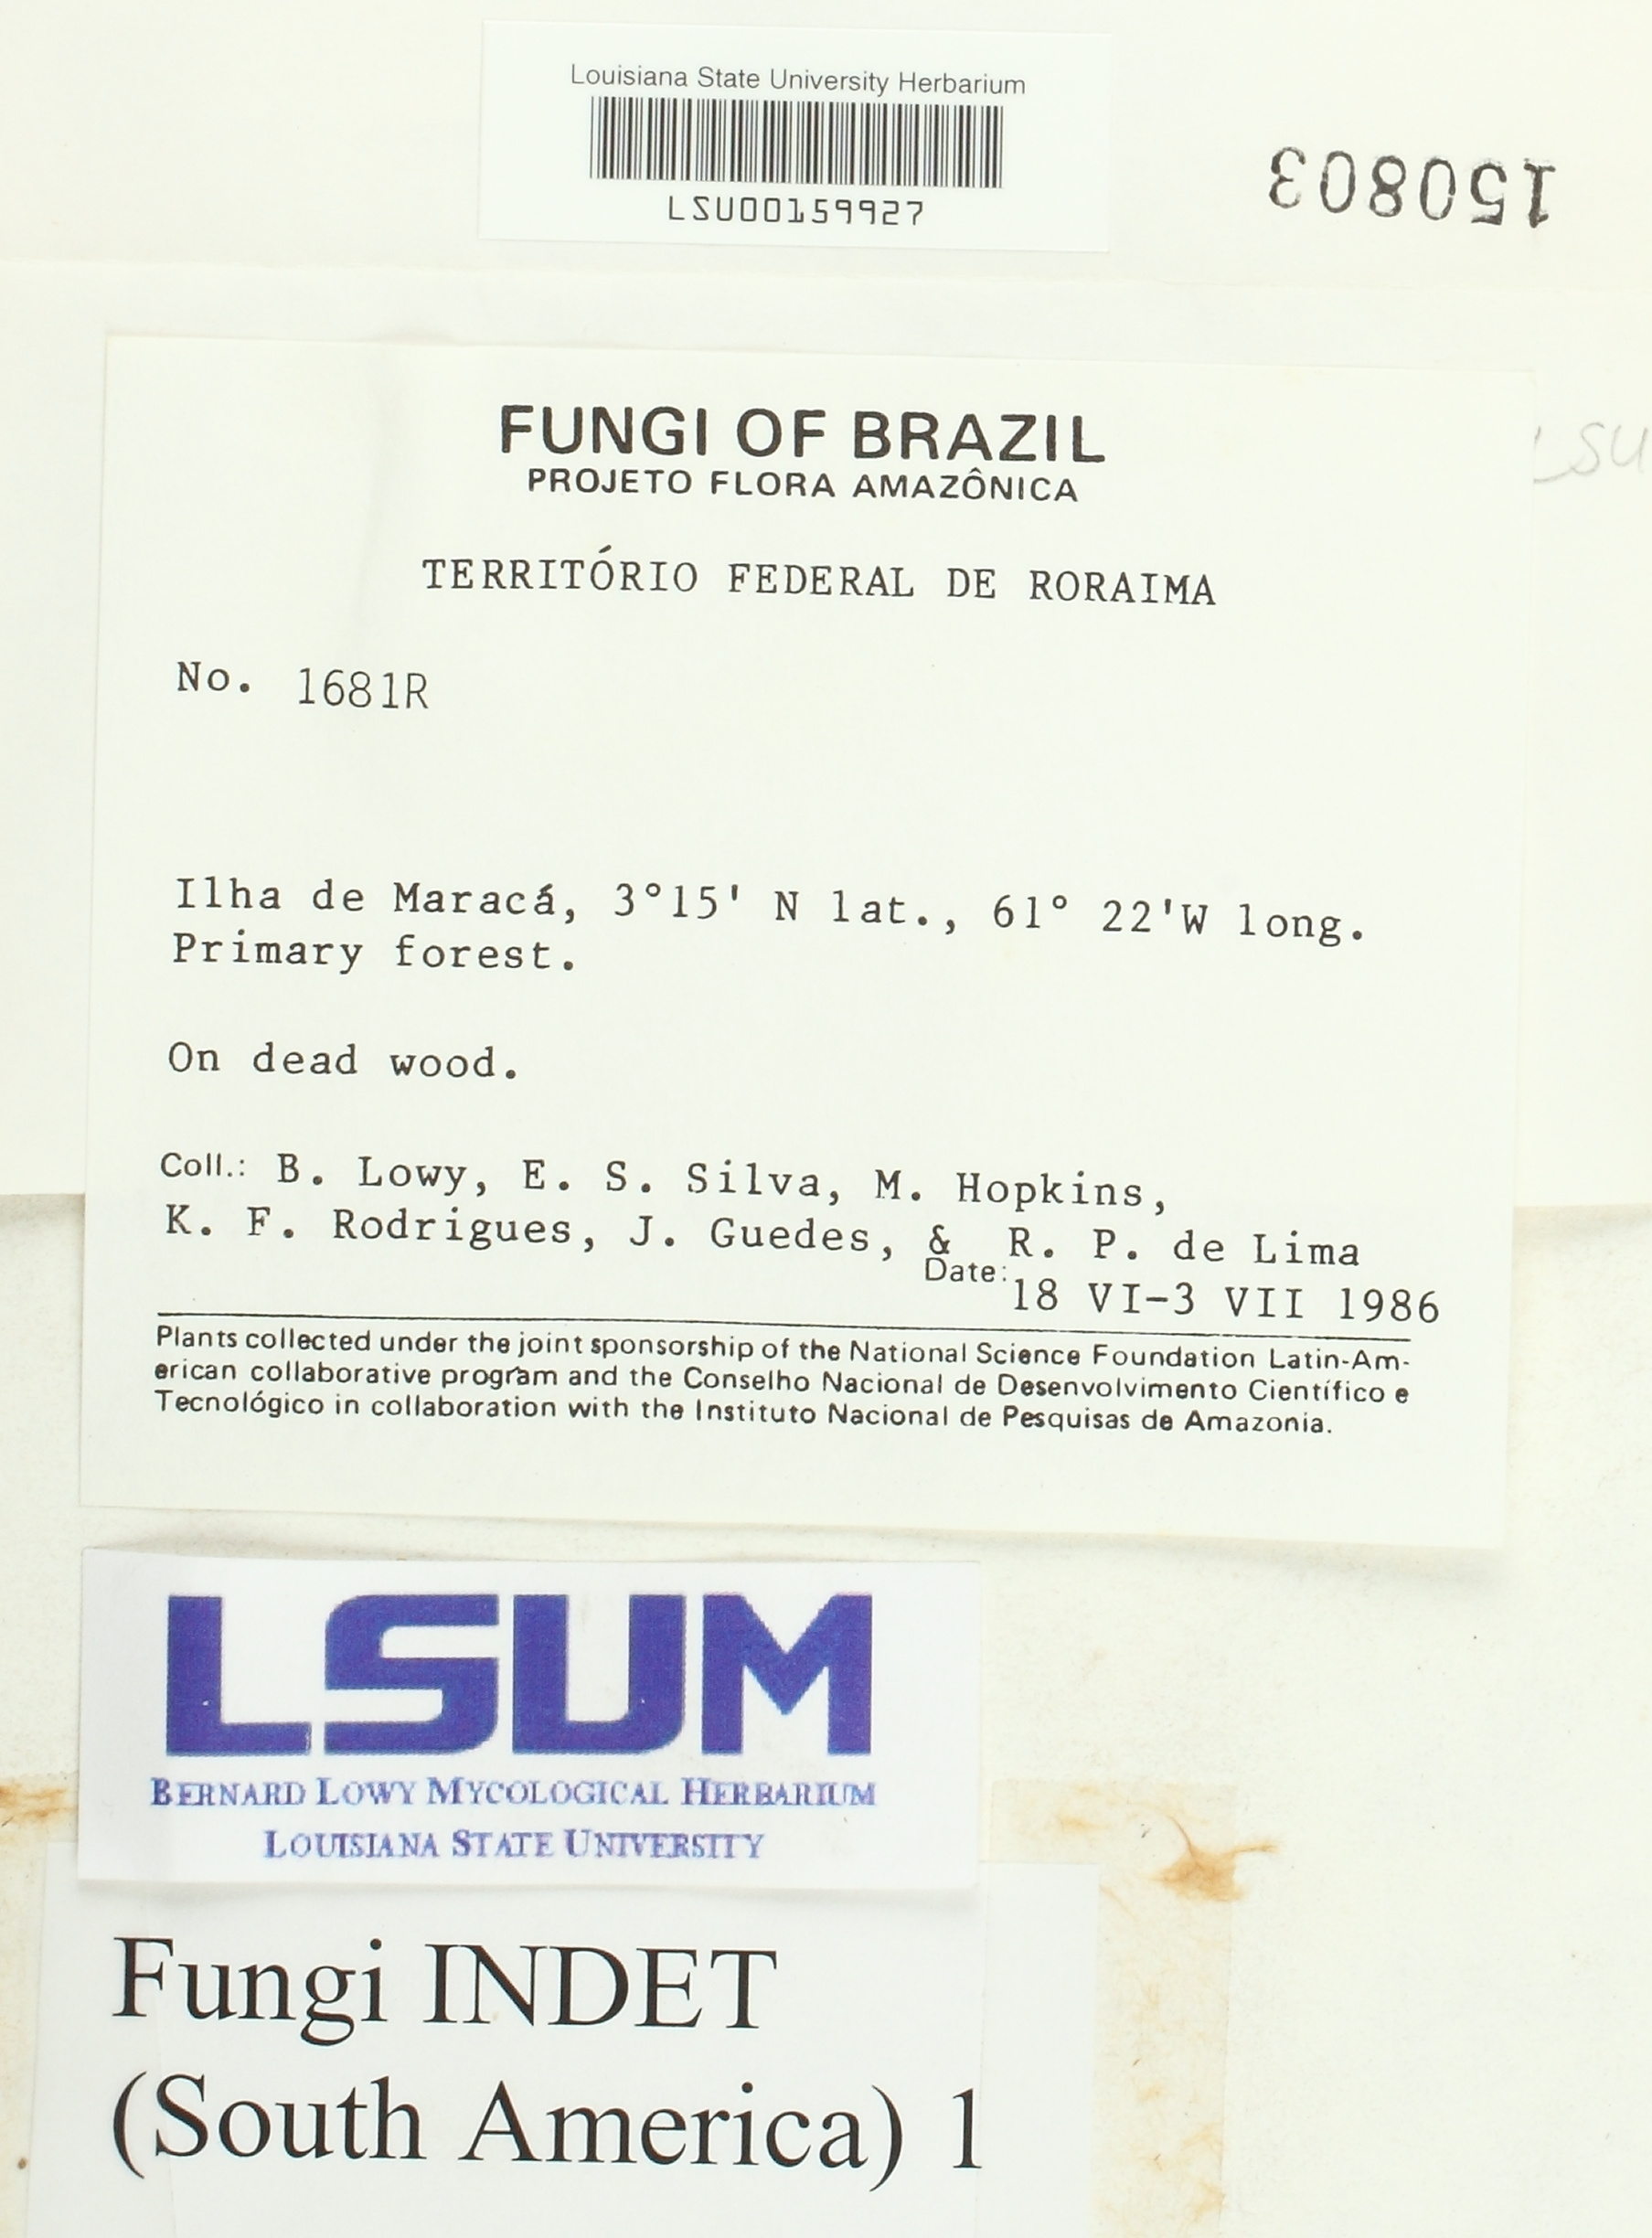 Louisiana State University Herbarium
LSU00159927
150803
LSU
FUNGI OF BRAZIL
PROJETO FLORA AMAZÔNICA
TERRITÓRIO FEDERAL DE RORAIMA
No. 1681R
Ilha de Maracá, 3°15' N lat., 61° 22'W long.
Primary forest.
On dead wood.
Coll.: B. Lowy, E. S. Silva, M. Hopkins,
K. F. Rodrigues, J. Guedes, & R. P. de Lima
Date: 18 VI-3 VII 1986
Plants collected under the joint sponsorship of the National Science Foundation Latin-Am-
erican collaborative program and the Conselho Nacional de Desenvolvimento Científico e
Tecnológico in collaboration with the Instituto Nacional de Pesquisas de Amazonia.
LSUM
BERNARD LOWY MYCOLOGICAL HERBARIUM
LOUISIANA STATE UNIVERSITY
Fungi INDET
(South America) 1